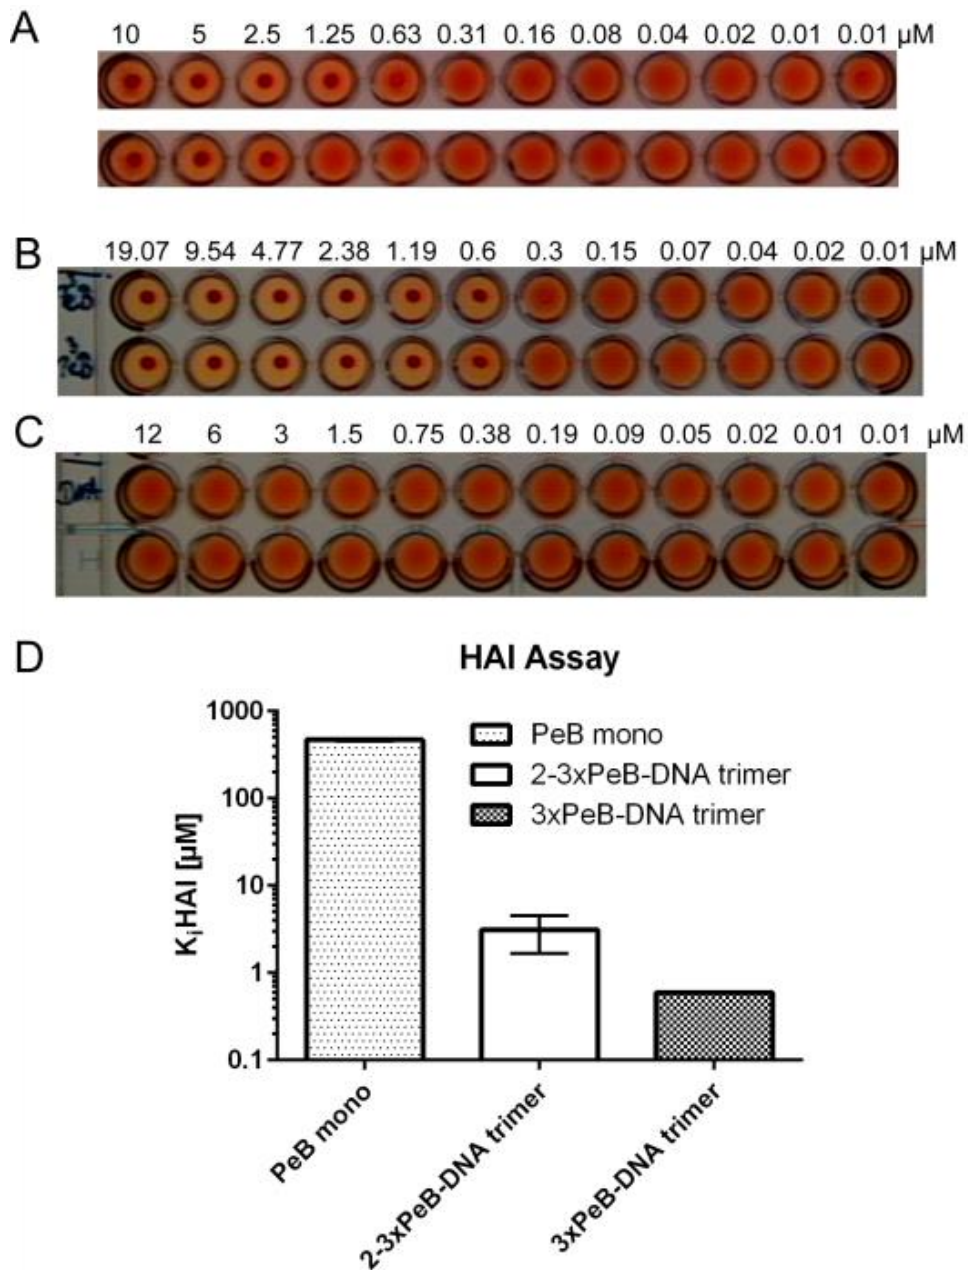 A
10 5 2.5 1.25 0.63 0.31 0.16 0.08 0.04 0.02 0.01 0.01 µM
B
19.07 9.54 4.77 2.38 1.19 0.6 0.3 0.15 0.07 0.04 0.02 0.01 µM
C
12 6 3 1.5 0.75 0.38 0.19 0.09 0.05 0.02 0.01 0.01 µM
H
D
HAI Assay
1000
100
10
1
0.1
KᵢHAI [µM]
PeB mono
2-3xPeB-DNA trimer
3xPeB-DNA trimer
PeB mono
2-3xPeB-DNA trimer
3xPeB-DNA trimer